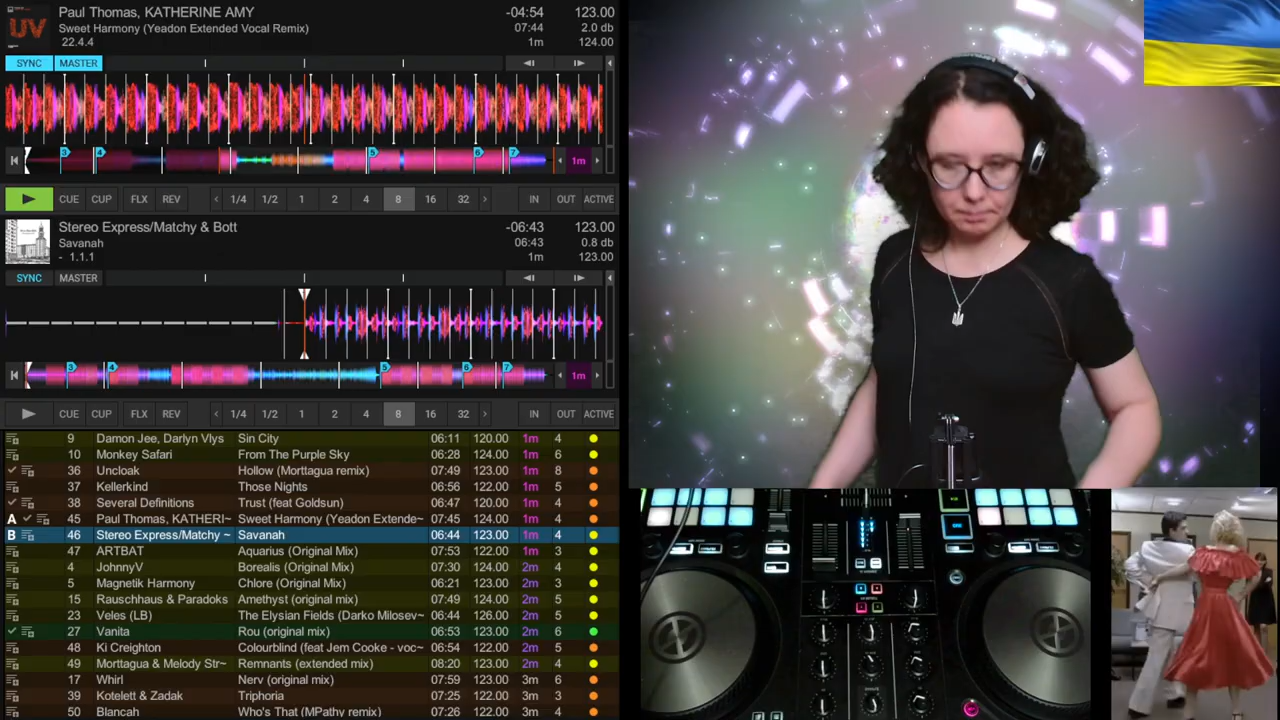 UV
Paul Thomas, KATHERINE AMY -04:54 123.00
Sweet Harmony (Yeadon Extended Vocal Remix) 07:44 2.0 db
22.4.4 1m 124.00
SYNC MASTER
3 4 5 6 7 1m
CUE CUP FLX REV < 1/4 1/2 1 2 4 8 16 32 > IN OUT ACTIVE
Stereo Express/Matchy & Bott -06:43 123.00
Savanah 06:43 0.8 db
- 1.1.1 1m 123.00
SYNC MASTER
3 4 5 6 7 1m
CUE CUP FLX REV < 1/4 1/2 1 2 4 8 16 32 > IN OUT ACTIVE
9 Damon Jee, Darlyn Vlys Sin City 06:11 120.00 1m 4
10 Monkey Safari From The Purple Sky 06:28 124.00 1m 6
36 Uncloak Hollow (Morttagua remix) 07:49 123.00 1m 8
37 Kellerkind Those Nights 06:56 122.00 1m 5
38 Several Definitions Trust (feat Goldsun) 06:47 120.00 1m 4
A 45 Paul Thomas, KATHERI~ Sweet Harmony (Yeadon Extende~ 07:45 124.00 1m 4
B 46 Stereo Express/Matchy ~ Savanah 06:44 123.00 1m 4
47 ARTBAT Aquarius (Original Mix) 07:53 122.00 1m 3
4 JohnnyV Borealis (Original Mix) 07:30 124.00 2m 4
5 Magnetik Harmony Chlore (Original Mix) 06:21 123.00 2m 3
15 Rauschhaus & Paradoks Amethyst (original mix) 07:49 124.00 2m 5
23 Veles (LB) The Elysian Fields (Darko Milosev~ 06:44 126.00 2m 5
27 Vanita Rou (original mix) 06:53 123.00 2m 6
48 Ki Creighton Colourblind (feat Jem Cooke - voc~ 06:54 122.00 2m 5
49 Morttagua & Melody Str~ Remnants (extended mix) 08:20 123.00 2m 4
17 Whirl Nerv (original mix) 07:59 123.00 3m 6
39 Kotelett & Zadak Triphoria 07:25 122.00 3m 3
50 Blancah Who's That (MPathy remix) 07:26 122.00 3m 4